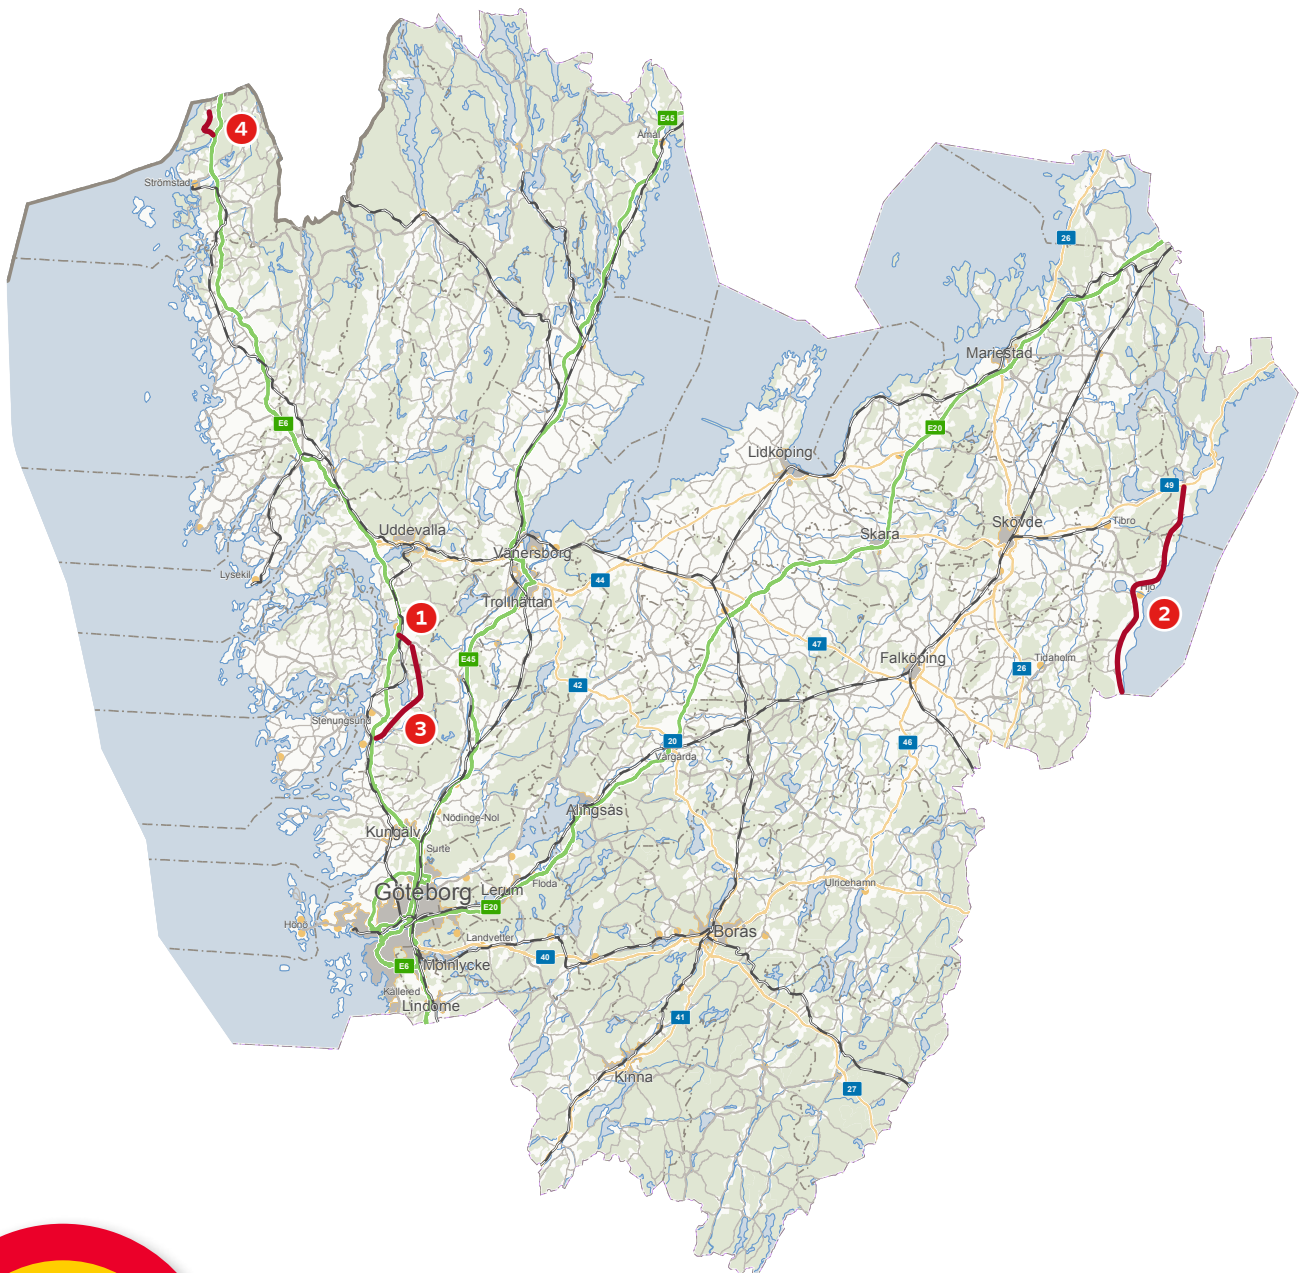 E45
Åmål
4
Strömstad
26
Mariestad
E6
E20
Lidköping
49
Skövde
Tibro
Uddevalla
Skara
Vänersborg
Lysekil
44
Trollhättan
Hjo
1
2
47
E45
Falköping
Tidaholm
26
42
Stenungsund
3
20
46
Vårgårda
Alingsås
Nödinge-Nol
Kungälv
Surte
Göteborg
Lerum
Floda
Ulricehamn
E20
Hönö
Landvetter
Borås
40
E6
Mölnlycke
Kållered
Lindome
41
Kinna
27